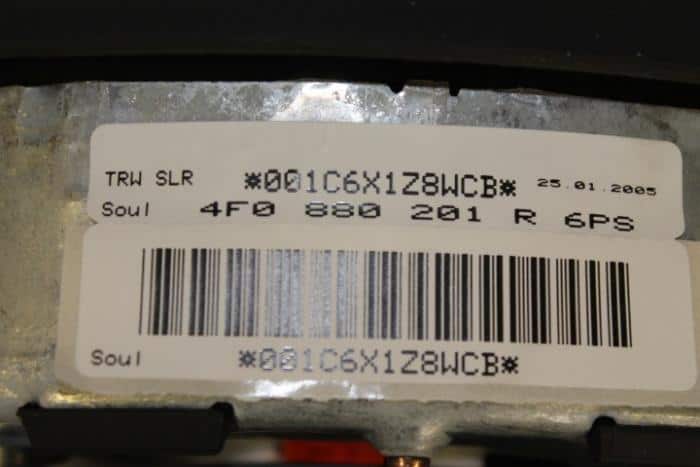 TRW SLR *001C6X1Z8WCB* 25.01.2005
Soul 4F0 880 201 R 6PS
Soul *001C6X1Z8WCB*